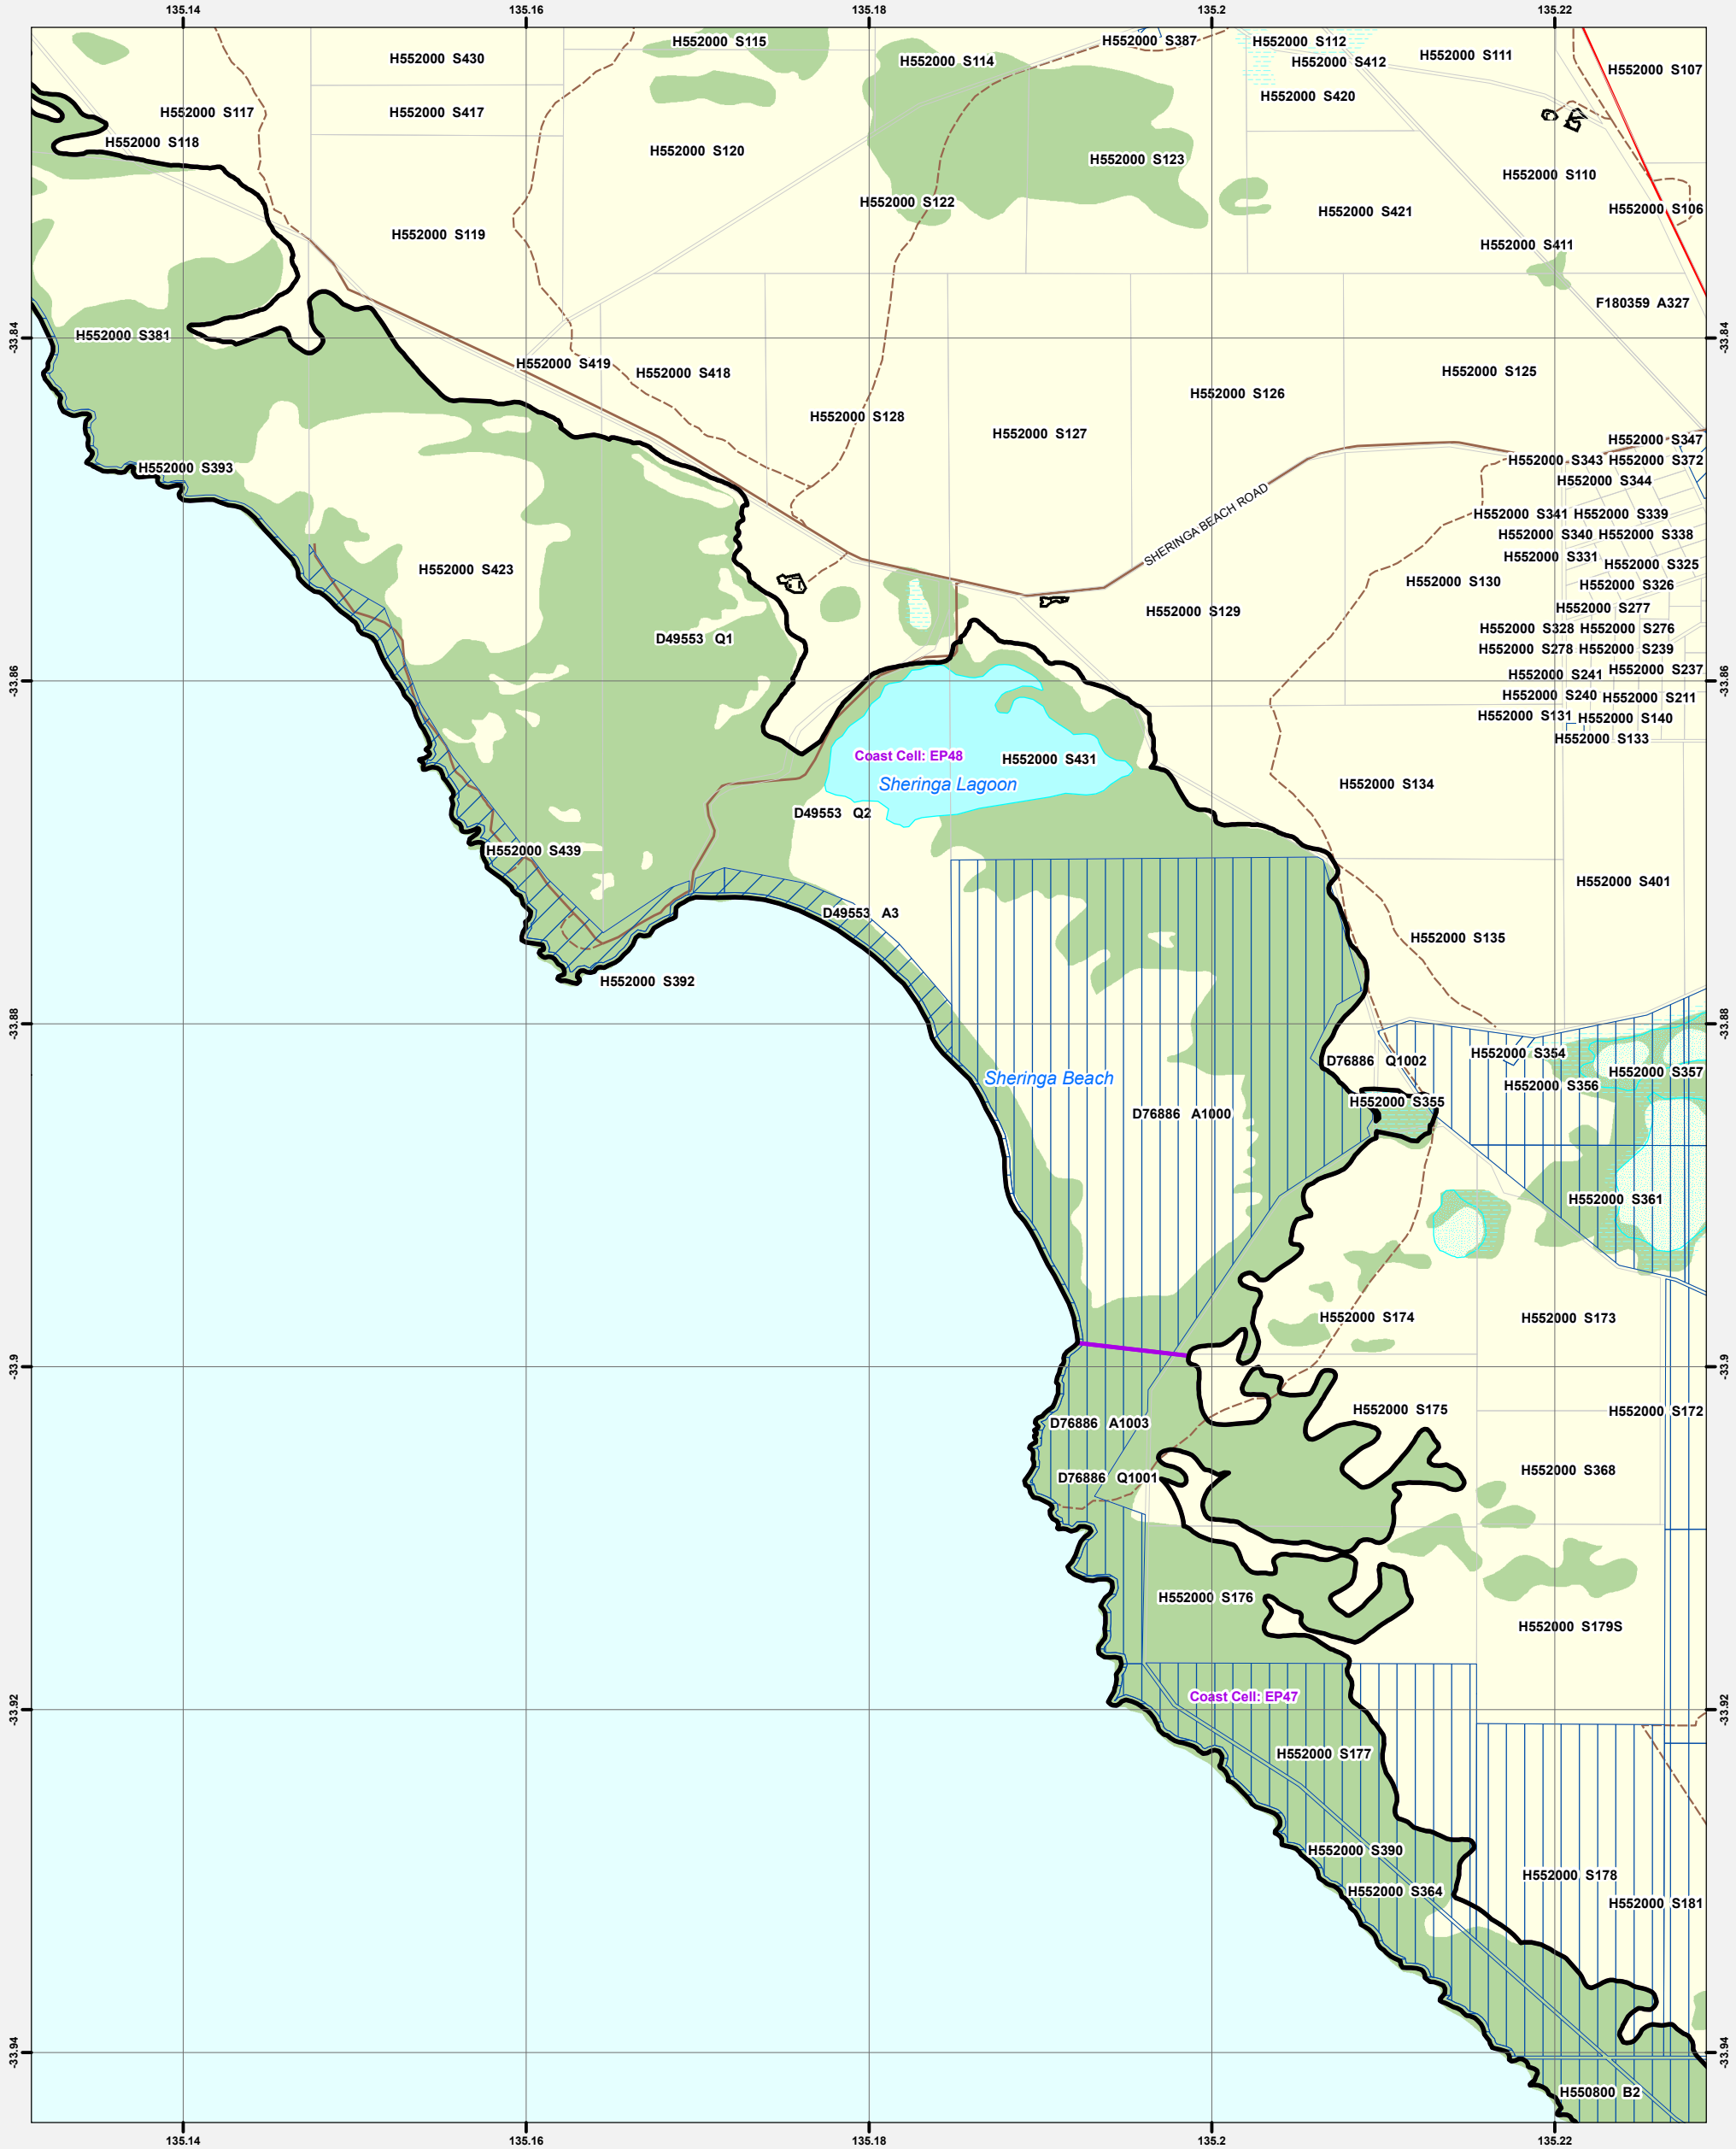 135.14 135.16 135.18 135.2 135.22
H552000 S115
H552000 S387
H552000 S112
H552000 S430
H552000 S114
H552000 S412
H552000 S111
H552000 S107
H552000 S420
H552000 S117
H552000 S417
H552000 S118
H552000 S120
H552000 S123
H552000 S110
H552000 S122
H552000 S421
H552000 S106
H552000 S119
H552000 S411
F180359 A327
-33.84
H552000 S381
-33.84
H552000 S419
H552000 S418
H552000 S125
H552000 S126
H552000 S128
H552000 S127
H552000 S347
H552000 S393
H552000 S343 H552000 S372
H552000 S344
SHERINGA BEACH ROAD
H552000 S341 H552000 S339
H552000 S340 H552000 S338
H552000 S331
H552000 S325
H552000 S423
H552000 S130
H552000 S326
H552000 S129
H552000 S277
H552000 S328 H552000 S276
D49553 Q1
H552000 S278 H552000 S239
H552000 S237
H552000 S241
-33.86
-33.86
H552000 S240
H552000 S211
H552000 S131 H552000 S140
H552000 S133
Coast Cell: EP48
H552000 S431
Sheringa Lagoon
H552000 S134
D49553 Q2
H552000 S439
H552000 S401
D49553 A3
H552000 S135
H552000 S392
-33.88
-33.88
H552000 S354
D76886 Q1002
H552000 S357
Sheringa Beach
H552000 S356
H552000 S355
D76886 A1000
H552000 S361
H552000 S174
H552000 S173
-33.9
-33.9
H552000 S175
H552000 S172
D76886 A1003
H552000 S368
D76886 Q1001
H552000 S176
H552000 S179S
Coast Cell: EP47
-33.92
-33.92
H552000 S177
H552000 S390
H552000 S178
H552000 S364
H552000 S181
-33.94
-33.94
H550800 B2
135.14 135.16 135.18 135.2 135.22